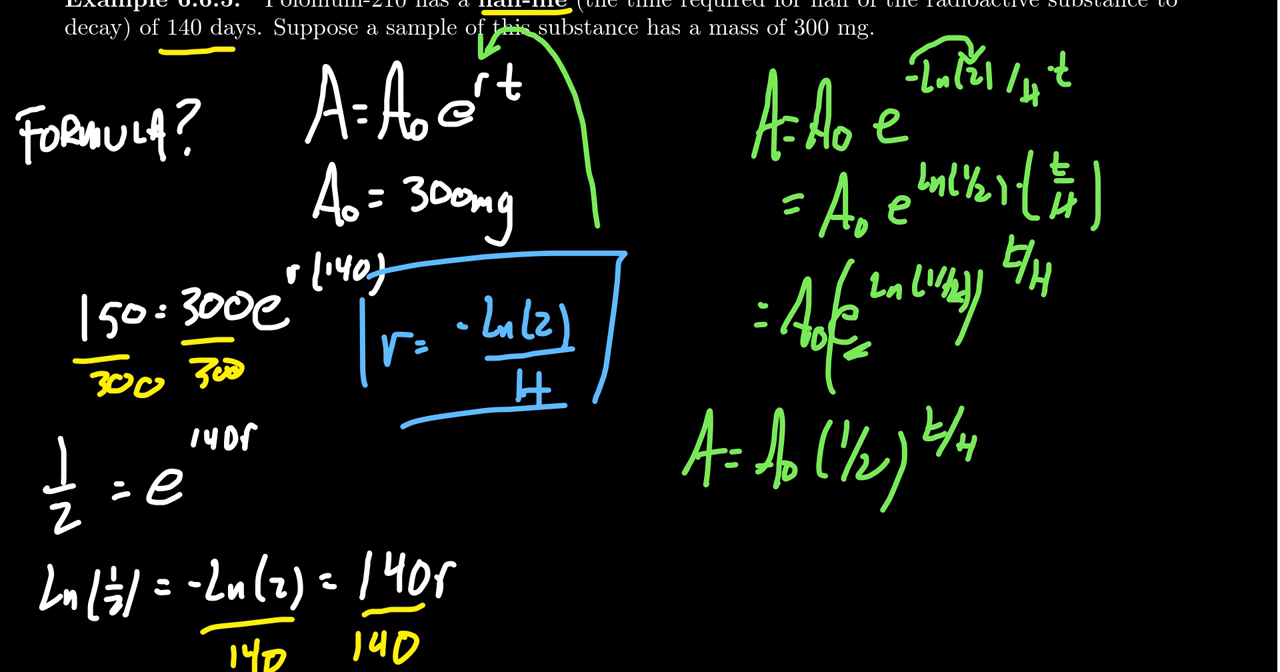 Example 6.6.3. Polonium-210 has a half-life (the time required for half of the radioactive substance to
decay) of 140 days. Suppose a sample of this substance has a mass of 300 mg.
FORMULA?
A = A₀ e^{rt}
A₀ = 300mg
150 = 300e^{r(140)}
300 300
1/2 = e^{140r}
Ln(1/2) = -Ln(2) = 140r
140 140
r = -Ln(2)/H
A = A₀ e^{-Ln(2)/H t}
= A₀ e^{Ln(1/2)·(t/H)}
= A₀(e^{Ln(1/2)})^{t/H}
A = A₀ (1/2)^{t/H}